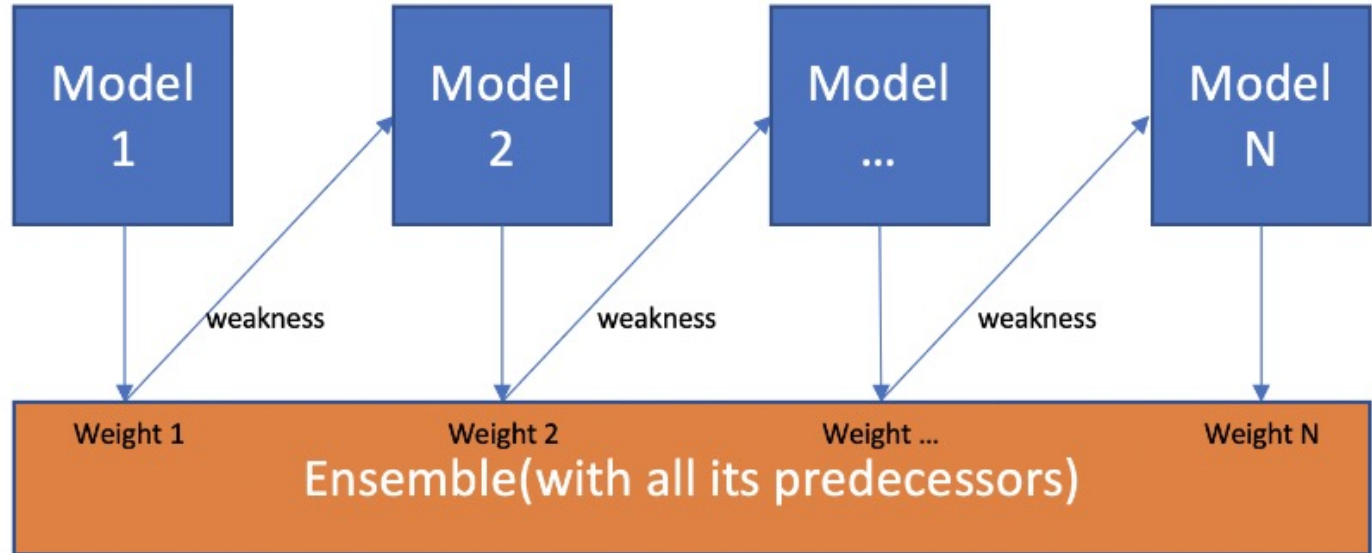 Model
1
Model
2
Model
...
Model
N
weakness
weakness
weakness
Weight 1
Weight 2
Weight ...
Weight N
Ensemble(with all its predecessors)